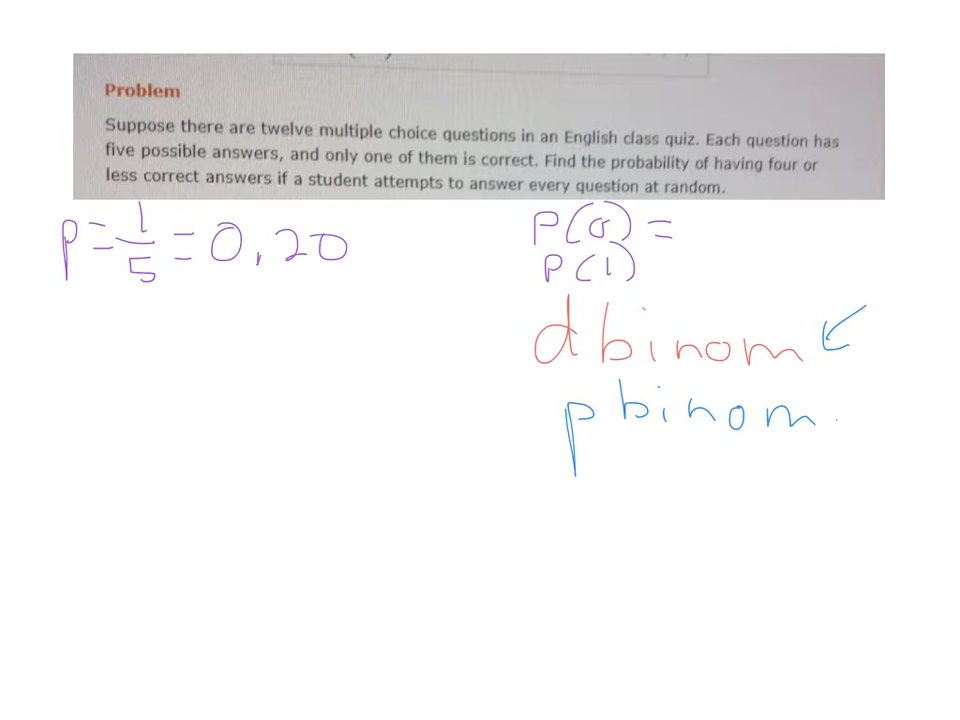 Problem
Suppose there are twelve multiple choice questions in an English class quiz. Each question has
five possible answers, and only one of them is correct. Find the probability of having four or
less correct answers if a student attempts to answer every question at random.
p = 1/5 = 0,20
P(0) =
P(1)
dbinom
pbinom